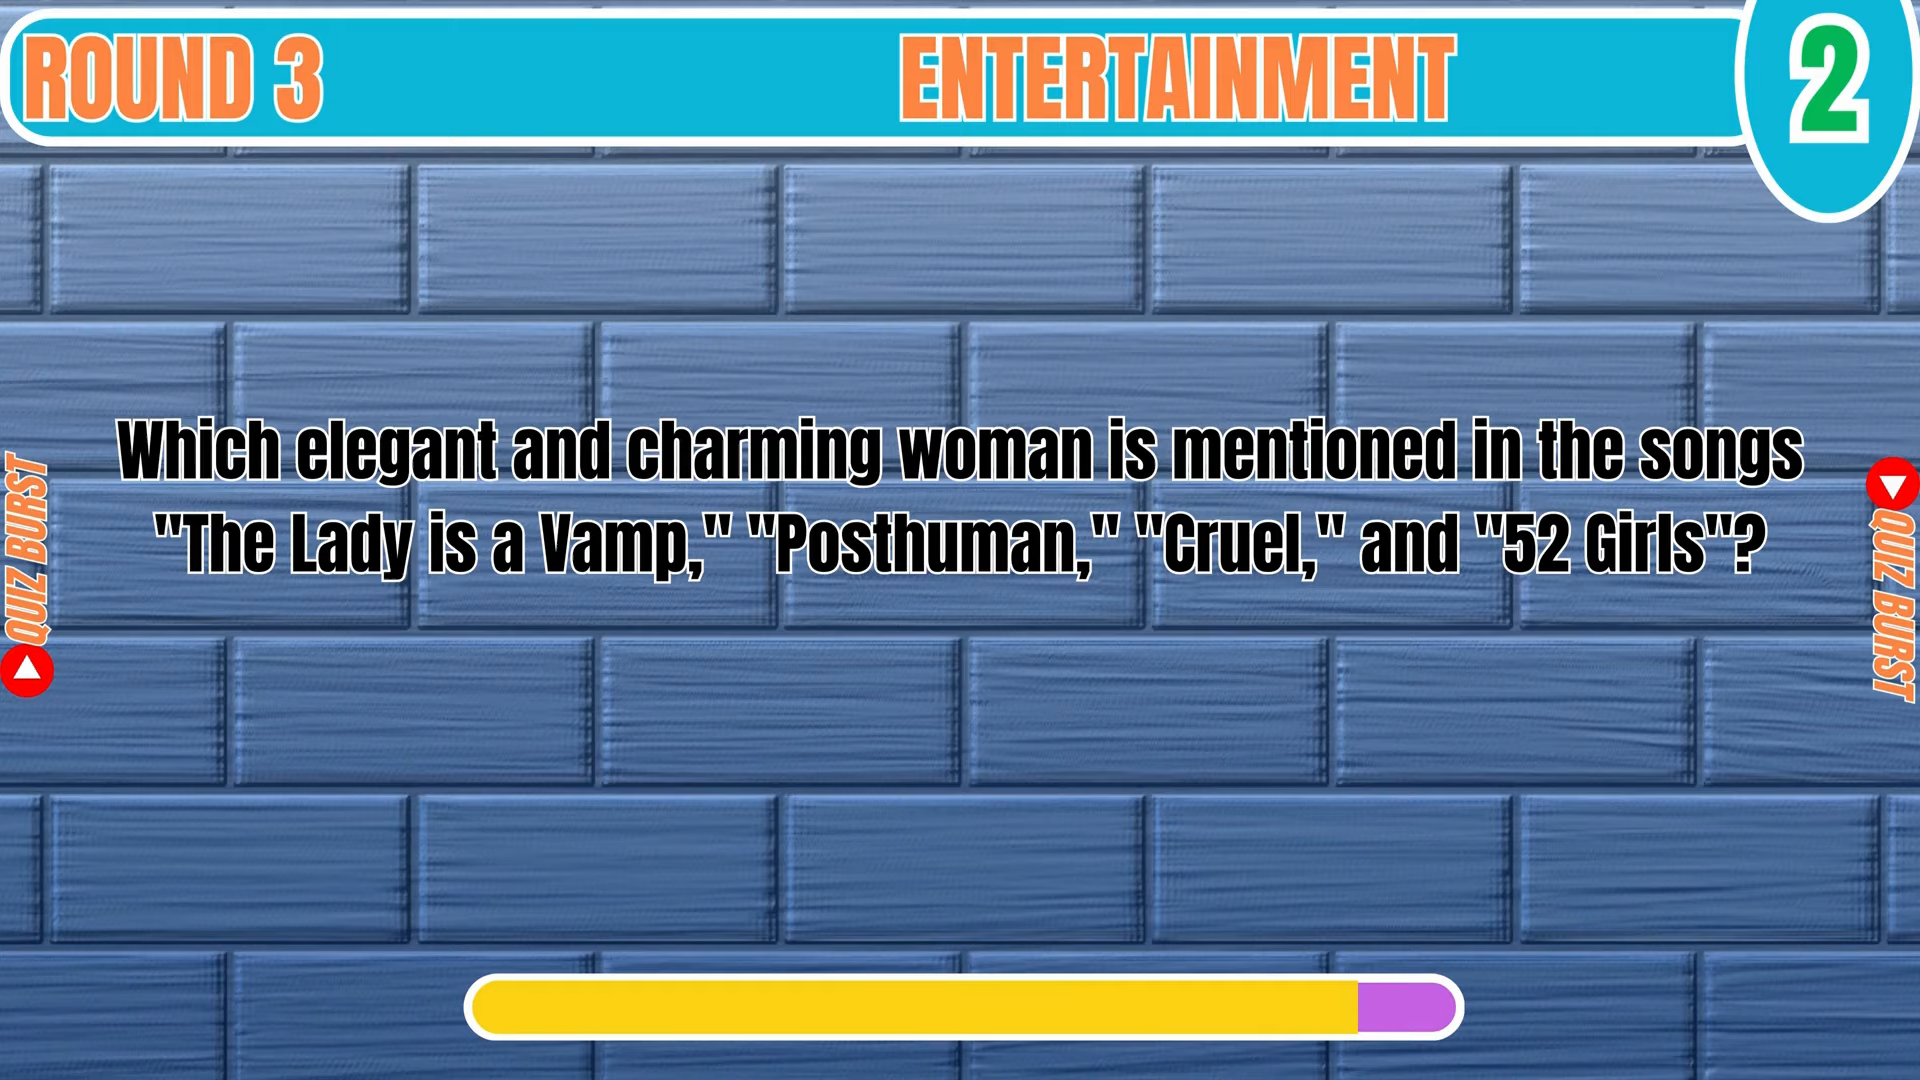 ROUND 3
ENTERTAINMENT
2
Which elegant and charming woman is mentioned in the songs
"The Lady is a Vamp," "Posthuman," "Cruel," and "52 Girls"?
QUIZ BURST
QUIZ BURST